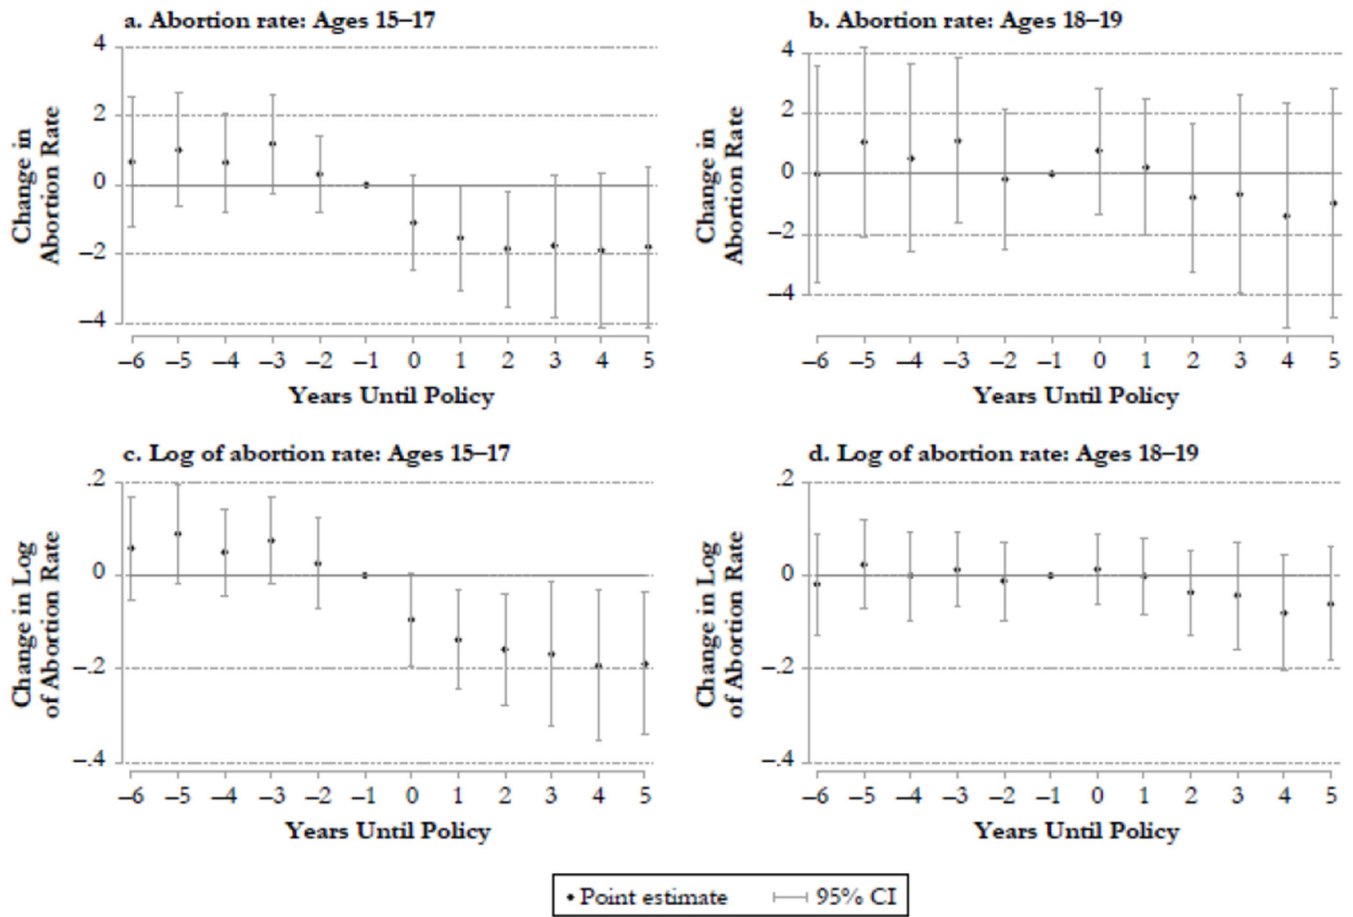 a. Abortion rate: Ages 15–17
4
2
0
–2
–4
Change in
Abortion Rate
–6 –5 –4 –3 –2 –1 0 1 2 3 4 5
Years Until Policy
b. Abortion rate: Ages 18–19
4
2
0
–2
–4
Change in
Abortion Rate
–6 –5 –4 –3 –2 –1 0 1 2 3 4 5
Years Until Policy
c. Log of abortion rate: Ages 15–17
.2
0
–.2
–.4
Change in Log
of Abortion Rate
–6 –5 –4 –3 –2 –1 0 1 2 3 4 5
Years Until Policy
d. Log of abortion rate: Ages 18–19
.2
0
–.2
–.4
Change in Log
of Abortion Rate
–6 –5 –4 –3 –2 –1 0 1 2 3 4 5
Years Until Policy
Point estimate 95% CI